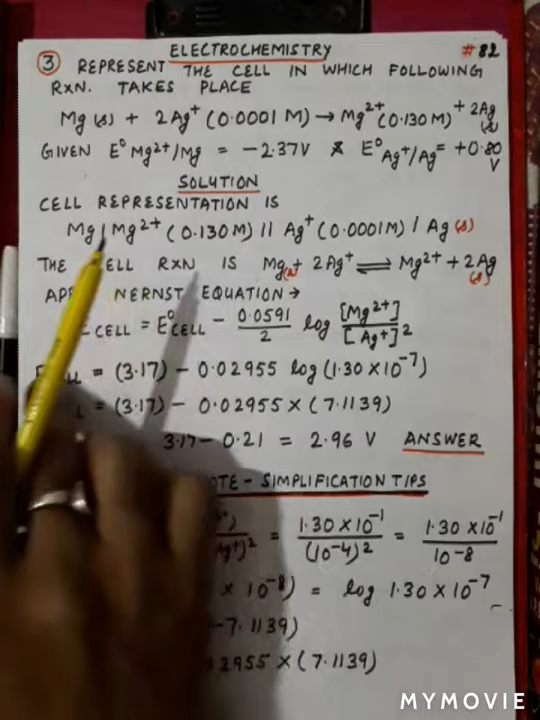 ELECTROCHEMISTRY #82
③ REPRESENT THE CELL IN WHICH FOLLOWING
RXN. TAKES PLACE
Mg(s) + 2Ag⁺ (0.0001 M) → Mg²⁺(0.130M) + 2Ag(s)
GIVEN E° Mg²⁺/Mg = -2.37V & E° Ag⁺/Ag = +0.80 V
SOLUTION
CELL REPRESENTATION IS
Mg/Mg²⁺ (0.130M) || Ag⁺ (0.0001M) / Ag(s)
THE CELL RXN IS Mg(s) + 2Ag⁺ ⇌ Mg²⁺ + 2Ag(s)
NERNST EQUATION →
CELL = E°CELL - 0.0591/2 log [Mg²⁺]/[Ag⁺]²
= (3.17) - 0.02955 log (1.30 × 10⁻⁷)
= (3.17) - 0.02955 × (7.1139)
3.17 - 0.21 = 2.96 V ANSWER
NOTE - SIMPLIFICATION TIPS
= 1.30 × 10⁻¹/(10⁻⁴)² = 1.30 × 10⁻¹/10⁻⁸
× 10⁻⁸) = log 1.30 × 10⁻⁷
-7.1139)
2955 × (7.1139)
MYMOVIE